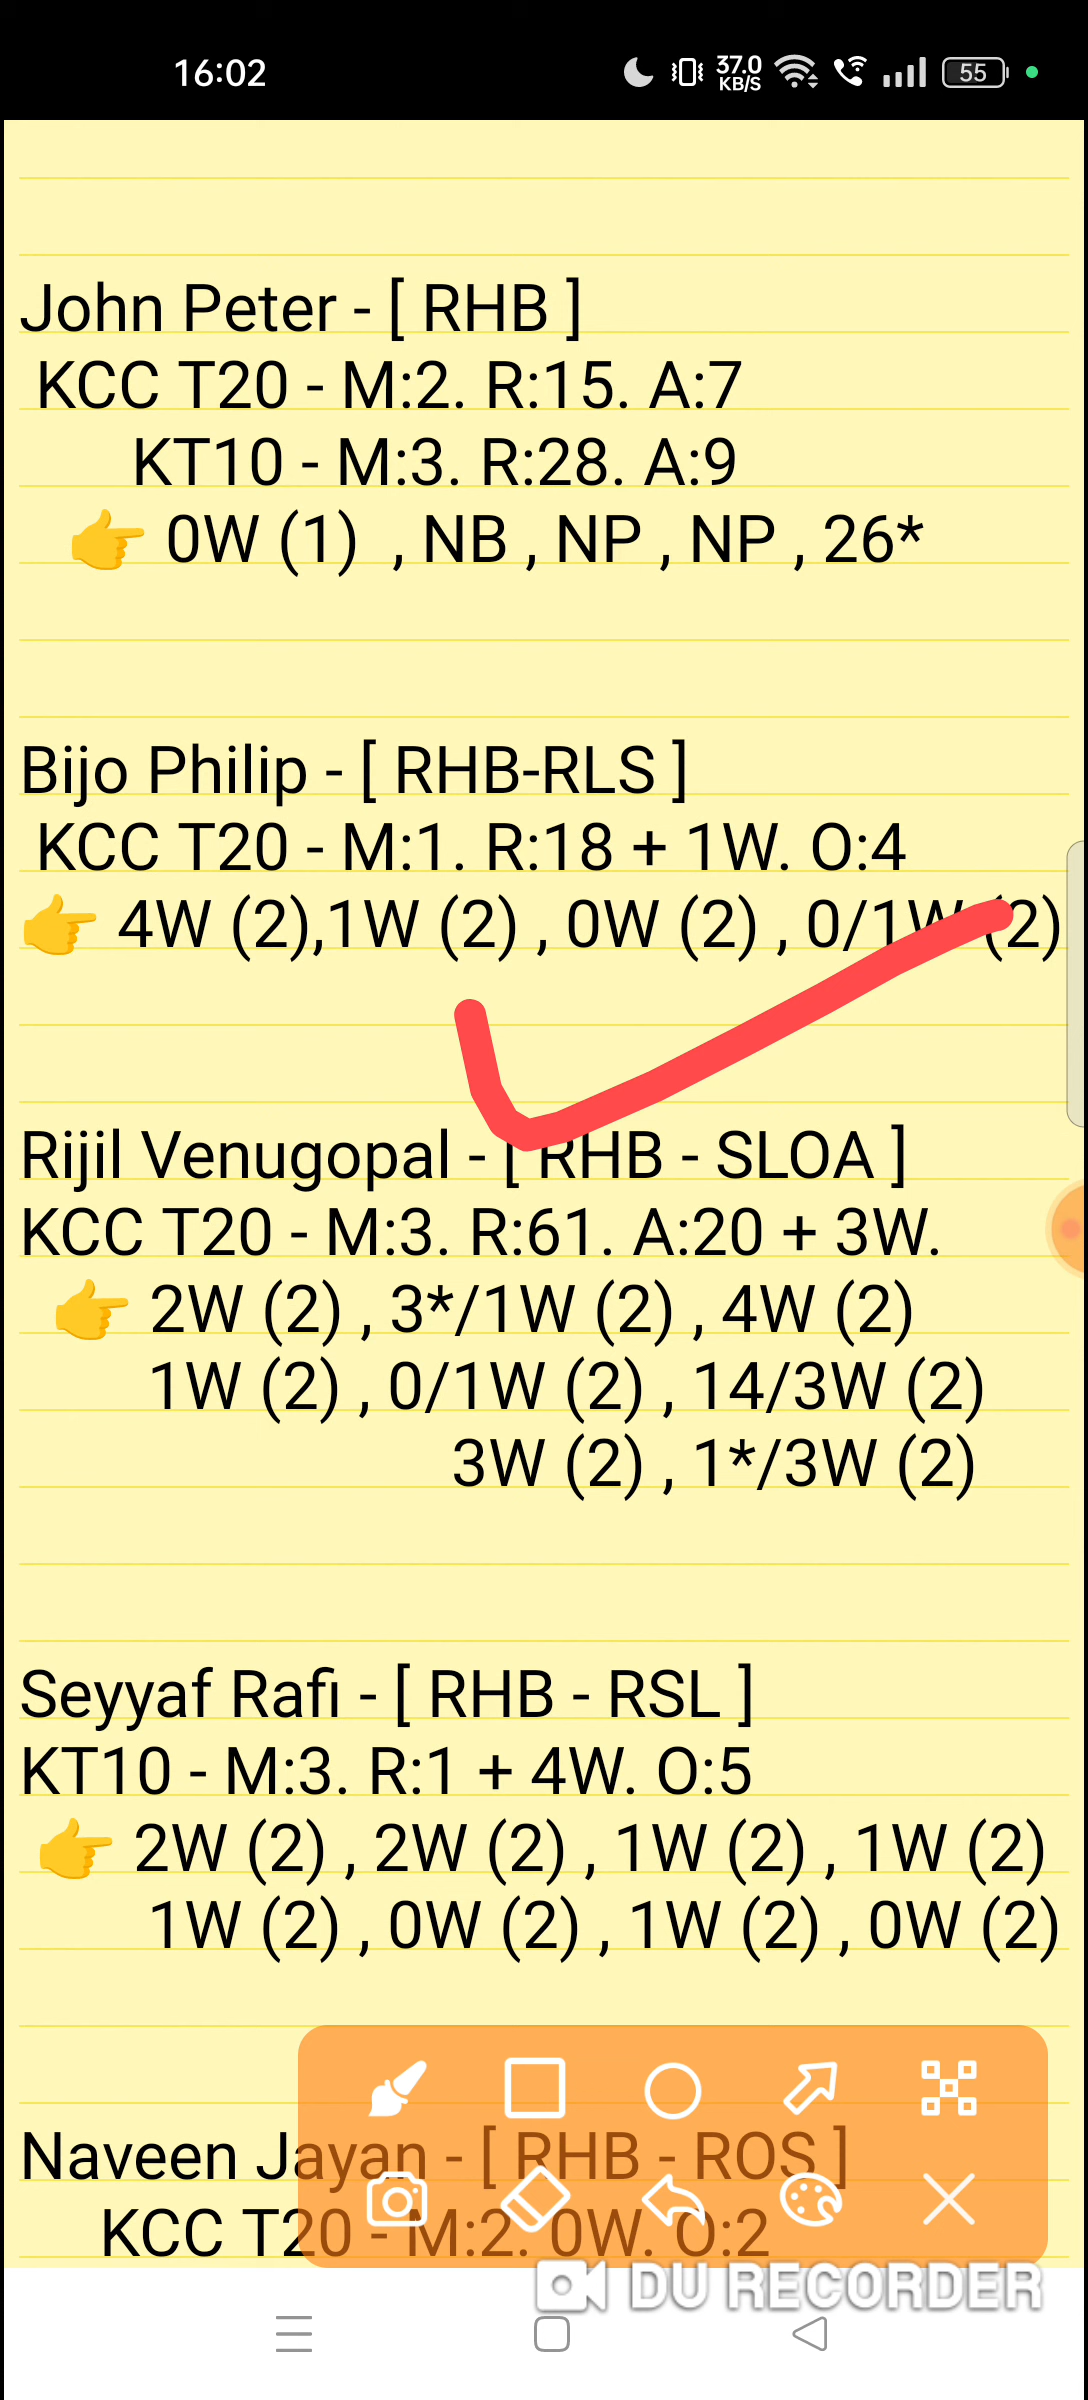 16:02 37.0 KB/S 55
John Peter - [ RHB ]
KCC T20 - M:2. R:15. A:7
KT10 - M:3. R:28. A:9
👉 0W (1) , NB , NP , NP , 26*
Bijo Philip - [ RHB-RLS ]
KCC T20 - M:1. R:18 + 1W. O:4
👉 4W (2),1W (2) , 0W (2) , 0/1W (2)
Rijil Venugopal - [ RHB - SLOA ]
KCC T20 - M:3. R:61. A:20 + 3W.
👉 2W (2) , 3*/1W (2) , 4W (2)
1W (2) , 0/1W (2) , 14/3W (2)
3W (2) , 1*/3W (2)
Seyyaf Rafi - [ RHB - RSL ]
KT10 - M:3. R:1 + 4W. O:5
👉 2W (2) , 2W (2) , 1W (2) , 1W (2)
1W (2) , 0W (2) , 1W (2) , 0W (2)
Naveen Jayan - [ RHB - ROS ]
KCC T20 - M:2. 0W. O:2
DU RECORDER